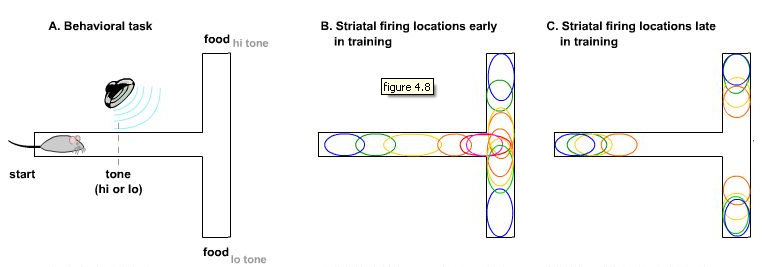 A. Behavioral task
food hi tone
start
tone
(hi or lo)
food lo tone
B. Striatal firing locations early
in training
figure 4.8
C. Striatal firing locations late
in training